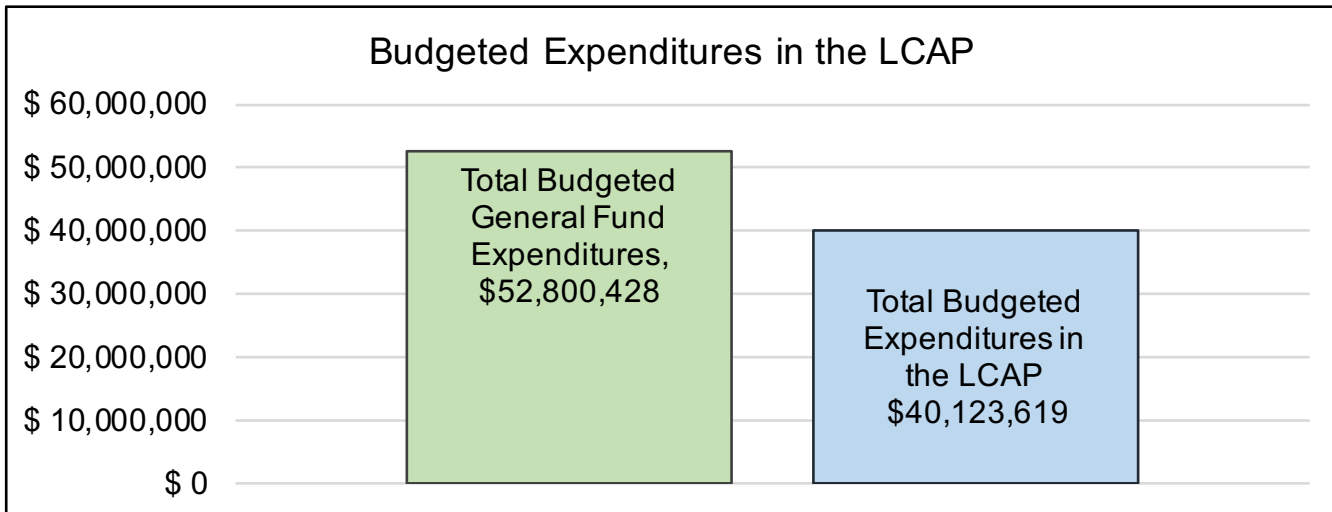 Budgeted Expenditures in the LCAP
$ 60,000,000
$ 50,000,000
$ 40,000,000
$ 30,000,000
$ 20,000,000
$ 10,000,000
$ 0
Total Budgeted
General Fund
Expenditures,
$52,800,428
Total Budgeted
Expenditures in
the LCAP
$40,123,619